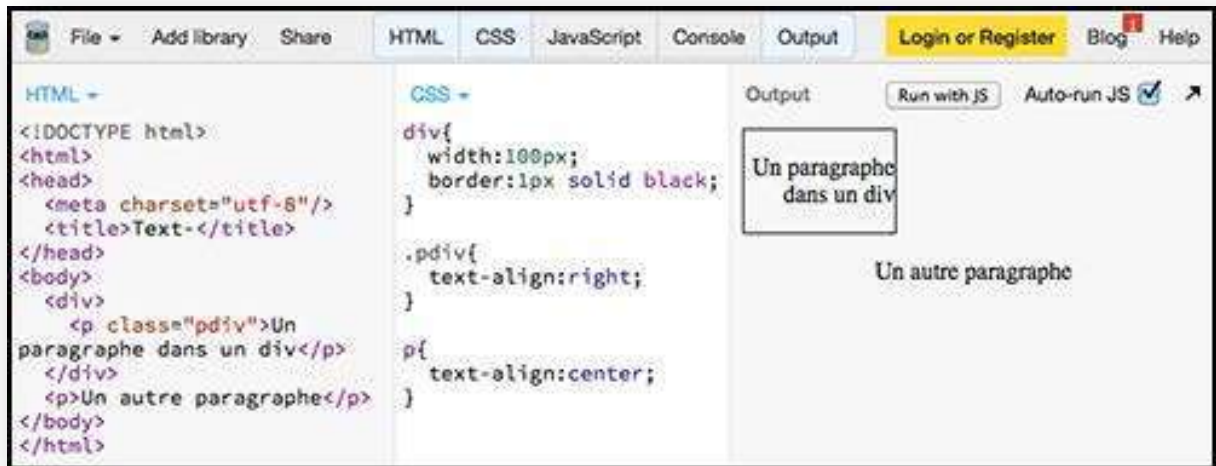 File Add library Share HTML CSS JavaScript Console Output Login or Register Blog 1 Help
HTML
<!DOCTYPE html>
<html>
<head>
<meta charset="utf-8"/>
<title>Text-</title>
</head>
<body>
<div>
<p class="pdiv">Un
paragraphe dans un div</p>
</div>
<p>Un autre paragraphe</p>
</body>
</html>
CSS
div{
width:100px;
border:1px solid black;
}
.pdiv{
text-align:right;
}
p{
text-align:center;
}
Output Run with JS Auto-run JS
Un paragraphe
dans un div
Un autre paragraphe